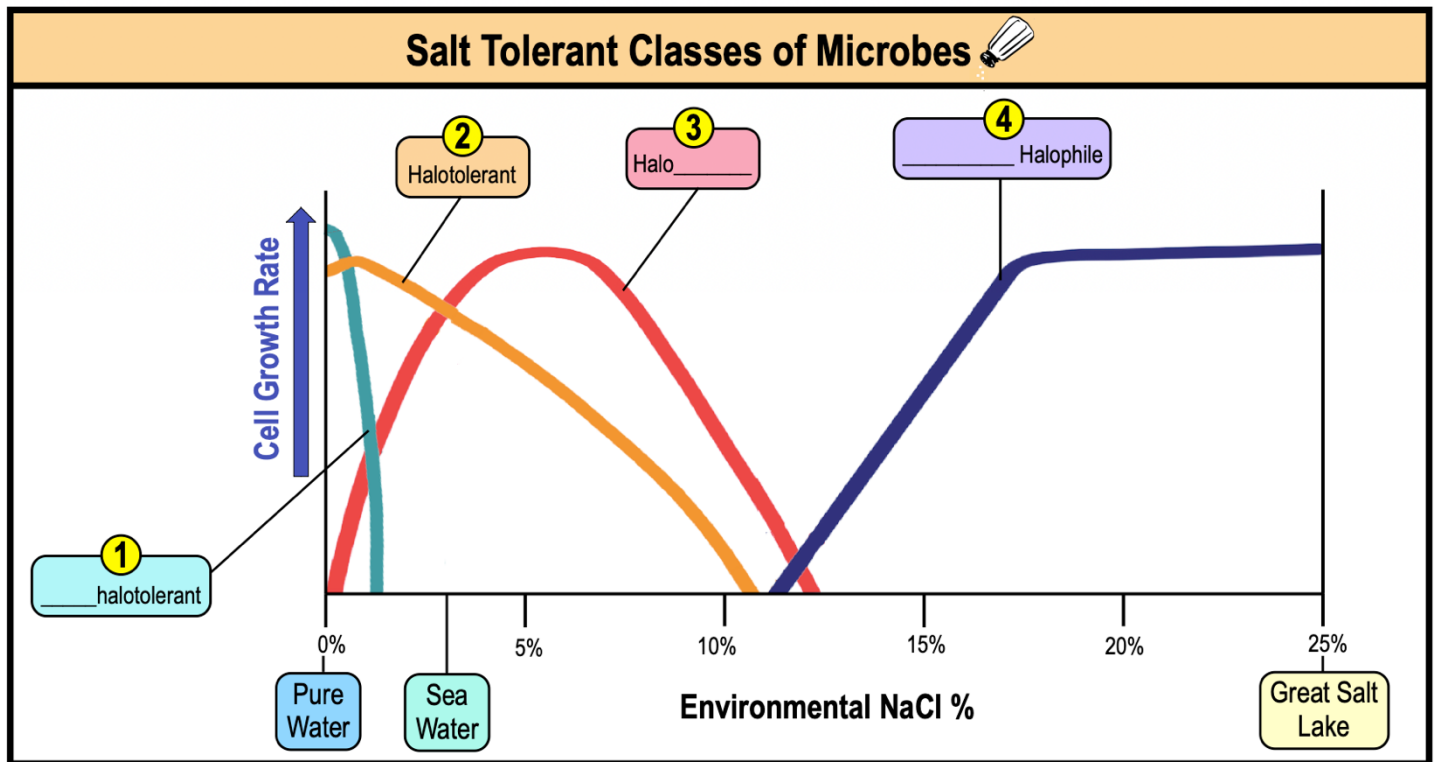 Salt Tolerant Classes of Microbes
2
Halotolerant
3
Halo_______
4
__________ Halophile
Cell Growth Rate
1
_____halotolerant
0%
5%
10%
15%
20%
25%
Pure
Water
Sea
Water
Environmental NaCl %
Great Salt
Lake